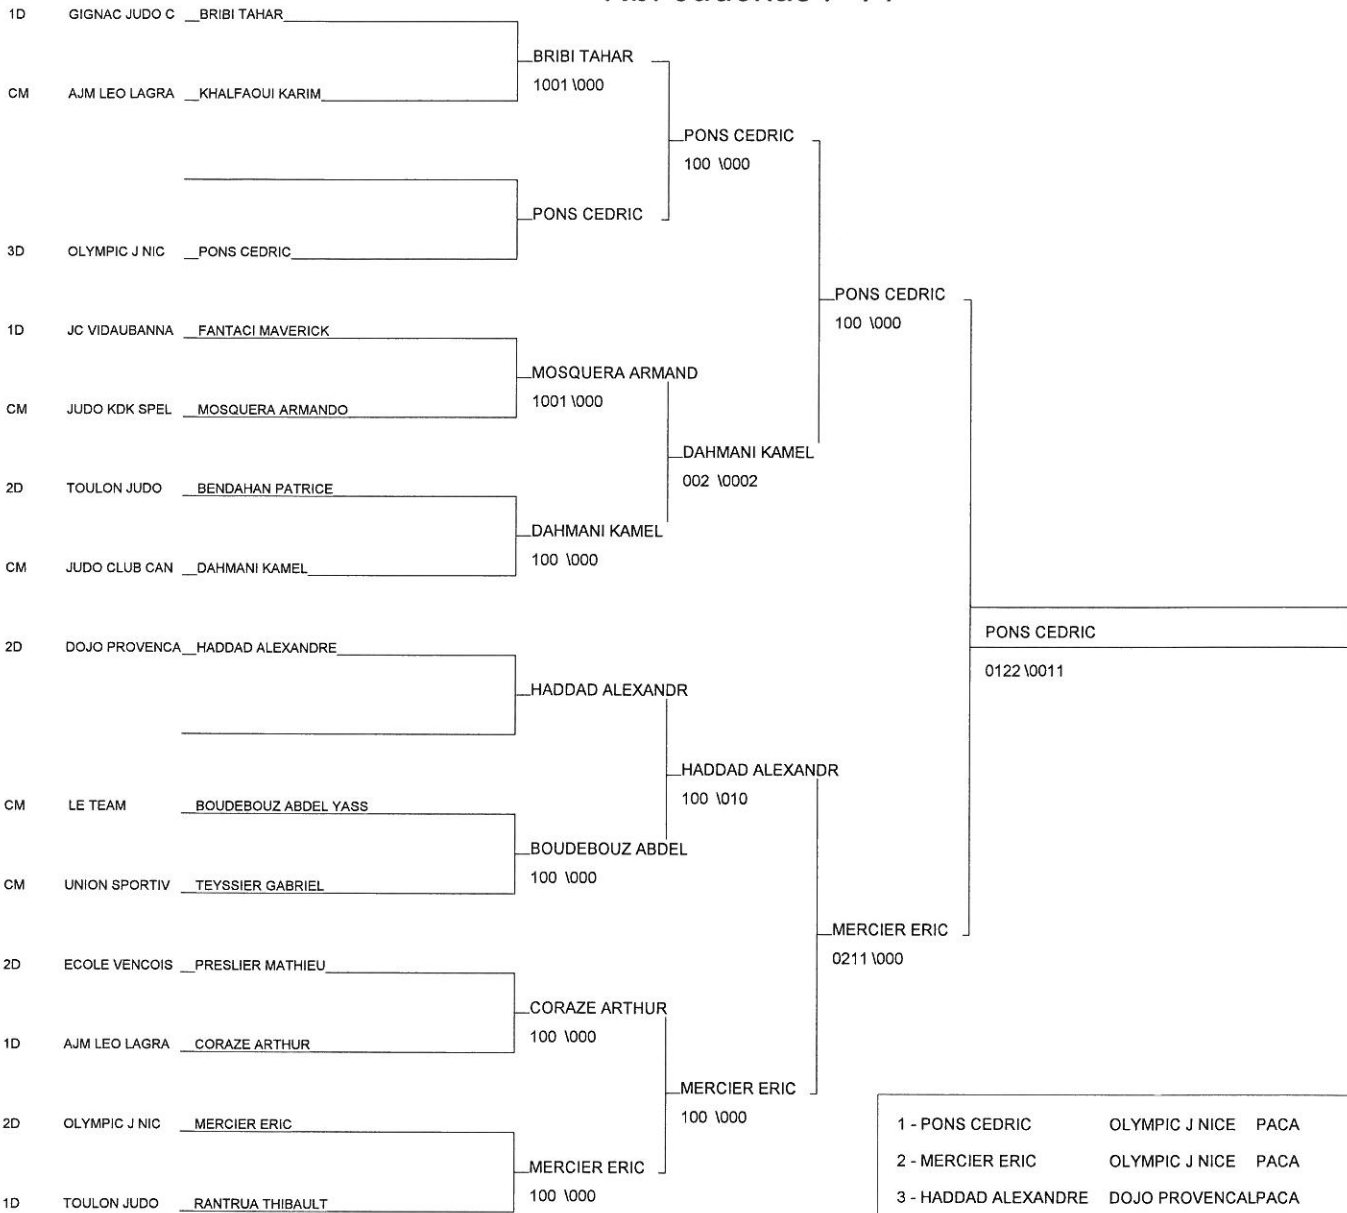 1D GIGNAC JUDO C BRIBI TAHAR
BRIBI TAHAR
1001 \000
CM AJM LEO LAGRA KHALFAOUI KARIM
PONS CEDRIC
100 \000
PONS CEDRIC
3D OLYMPIC J NIC PONS CEDRIC
PONS CEDRIC
100 \000
1D JC VIDAUBANNA FANTACI MAVERICK
MOSQUERA ARMAND
1001 \000
CM JUDO KDK SPEL MOSQUERA ARMANDO
DAHMANI KAMEL
002 \0002
2D TOULON JUDO BENDAHAN PATRICE
DAHMANI KAMEL
100 \000
CM JUDO CLUB CAN DAHMANI KAMEL
PONS CEDRIC
0122 \0011
2D DOJO PROVENCA HADDAD ALEXANDRE
HADDAD ALEXANDR
HADDAD ALEXANDR
100 \010
CM LE TEAM BOUDEBOUZ ABDEL YASS
BOUDEBOUZ ABDEL
100 \000
CM UNION SPORTIV TEYSSIER GABRIEL
MERCIER ERIC
0211 \000
2D ECOLE VENCOIS PRESLIER MATHIEU
CORAZE ARTHUR
100 \000
1D AJM LEO LAGRA CORAZE ARTHUR
MERCIER ERIC
100 \000
2D OLYMPIC J NIC MERCIER ERIC
MERCIER ERIC
100 \000
1D TOULON JUDO RANTRUA THIBAULT
1 - PONS CEDRIC OLYMPIC J NICE PACA
2 - MERCIER ERIC OLYMPIC J NICE PACA
3 - HADDAD ALEXANDRE DOJO PROVENCALPACA